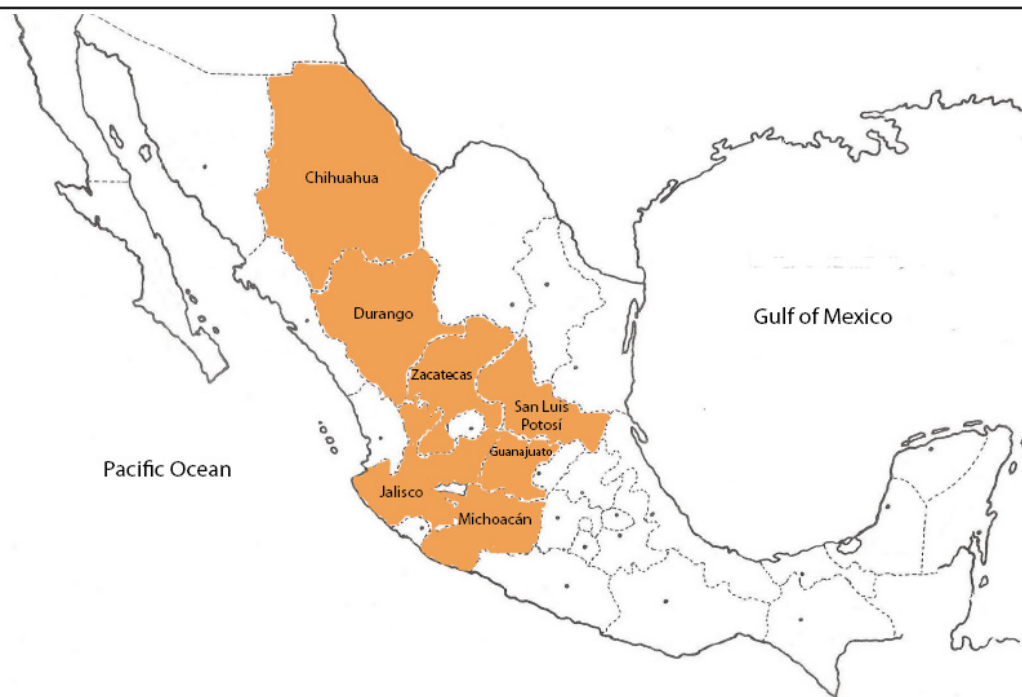 Chihuahua
Durango
Gulf of Mexico
Zacatecas
San Luis
Potosí
Guanajuato
Pacific Ocean
Jalisco
Michoacán